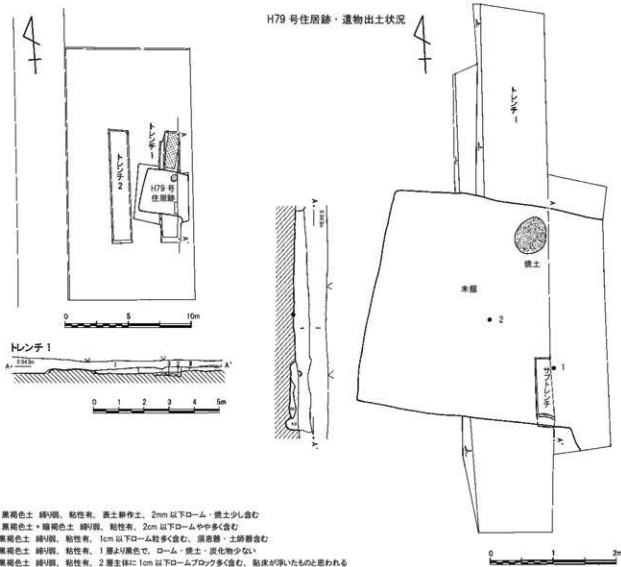 H79 号住居跡・遺物出土状況
トレンチ 1
トレンチ 2
H79 号
住居跡
A
A'
0 5 10m
トレンチ 1
A
A'
0 1 2 3 4 5m
A
A'
トレンチ 1
A
焼土
未掘
2
1
サブトレンチ
A'
0 1 2m
黒褐色土 締り弱、粘性有、表土耕作土、2mm 以下ローム・焼土少し含む
黒褐色土 + 暗褐色土 締り弱、粘性有、2cm 以下ロームやや多く含む
黒褐色土 締り弱、粘性有、1cm 以下ローム粒多く含む、須恵器・土師器含む
黒褐色土 締り弱、粘性有、1 層より黒色で、ローム・焼土・炭化物少ない
黒褐色土 締り弱、粘性有、2 層主体に 1cm 以下ロームブロック多く含む、貼床が浮いたものと思われる